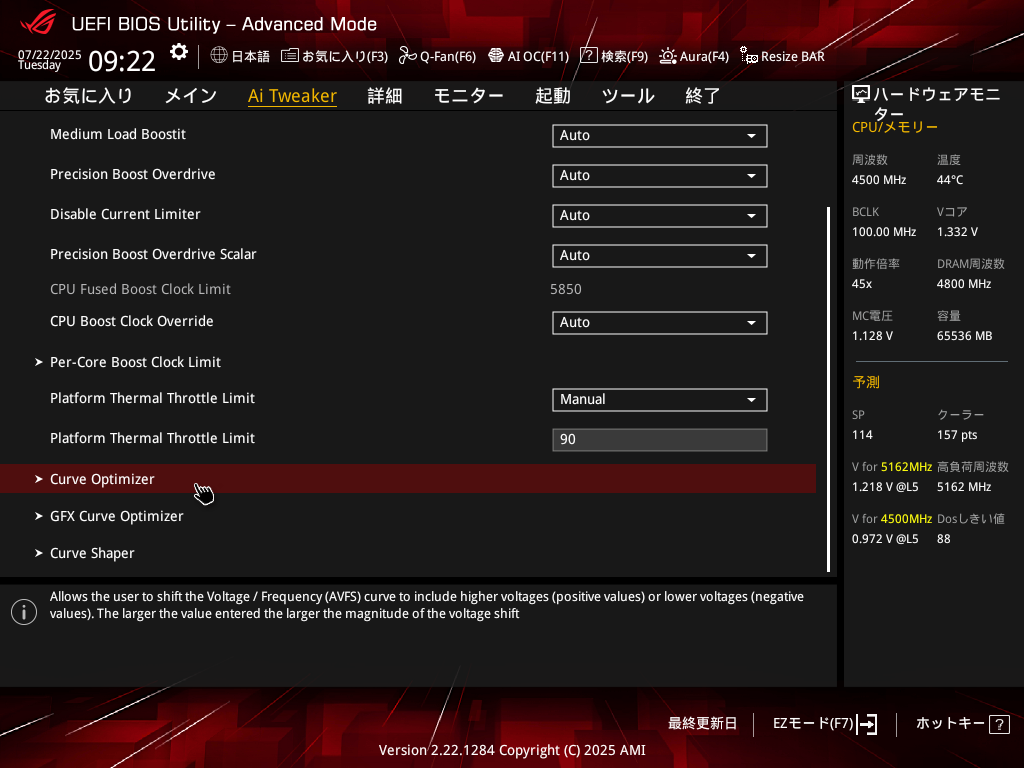 UEFI BIOS Utility – Advanced Mode
07/22/2025
Tuesday
09:22
日本語 お気に入り(F3) Q-Fan(F6) AI OC(F11) ? 検索(F9) Aura(F4) Resize BAR
お気に入り メイン Ai Tweaker 詳細 モニター 起動 ツール 終了
Medium Load Boostit Auto
Precision Boost Overdrive Auto
Disable Current Limiter Auto
Precision Boost Overdrive Scalar Auto
CPU Fused Boost Clock Limit 5850
CPU Boost Clock Override Auto
Per-Core Boost Clock Limit
Platform Thermal Throttle Limit Manual
Platform Thermal Throttle Limit 90
Curve Optimizer
GFX Curve Optimizer
Curve Shaper
Allows the user to shift the Voltage / Frequency (AVFS) curve to include higher voltages (positive values) or lower voltages (negative
values). The larger the value entered the larger the magnitude of the voltage shift
ハードウェアモニ
ター
CPU/メモリー
周波数 温度
4500 MHz 44°C
BCLK Vコア
100.00 MHz 1.332 V
動作倍率 DRAM周波数
45x 4800 MHz
MC電圧 容量
1.128 V 65536 MB
予測
SP クーラー
114 157 pts
V for 5162MHz 高負荷周波数
1.218 V @L5 5162 MHz
V for 4500MHz Dosしきい値
0.972 V @L5 88
最終更新日 EZモード(F7) ホットキー ?
Version 2.22.1284 Copyright (C) 2025 AMI